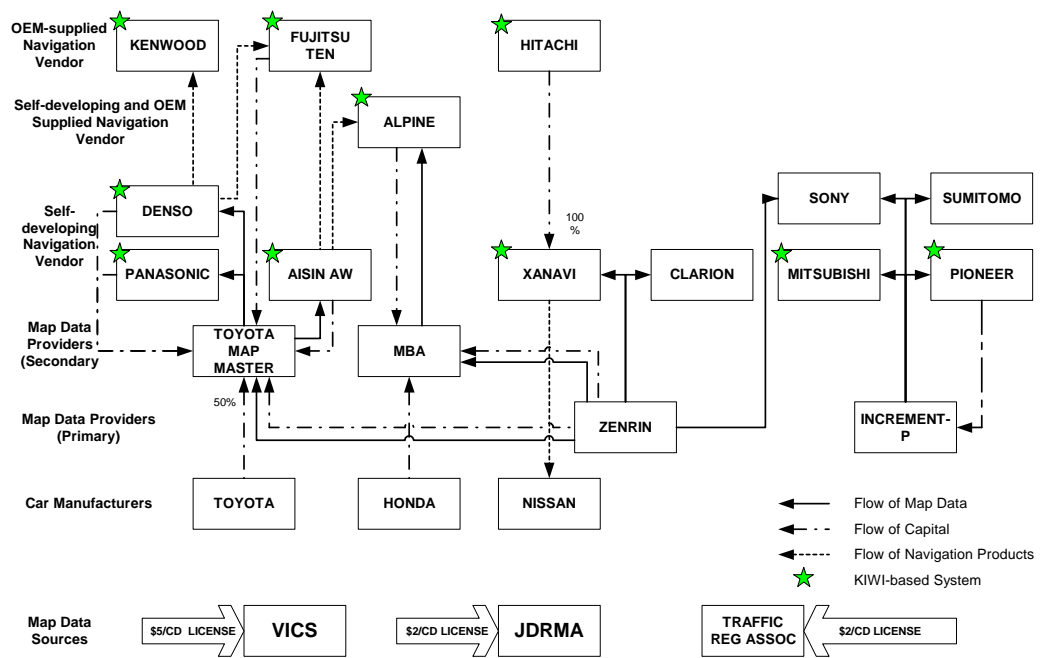 OEM-supplied
Navigation
Vendor
KENWOOD
FUJITSU
TEN
HITACHI
Self-developing and OEM
Supplied Navigation
Vendor
ALPINE
Self-
developing
Navigation
Vendor
DENSO
SONY
SUMITOMO
100
%
PANASONIC
AISIN AW
XANAVI
CLARION
MITSUBISHI
PIONEER
Map Data
Providers
(Secondary
TOYOTA
MAP
MASTER
MBA
50%
Map Data Providers
(Primary)
ZENRIN
INCREMENT-
P
Car Manufacturers
TOYOTA
HONDA
NISSAN
Flow of Map Data
Flow of Capital
Flow of Navigation Products
KIWI-based System
Map Data
Sources
$5/CD LICENSE
VICS
$2/CD LICENSE
JDRMA
TRAFFIC
REG ASSOC
$2/CD LICENSE